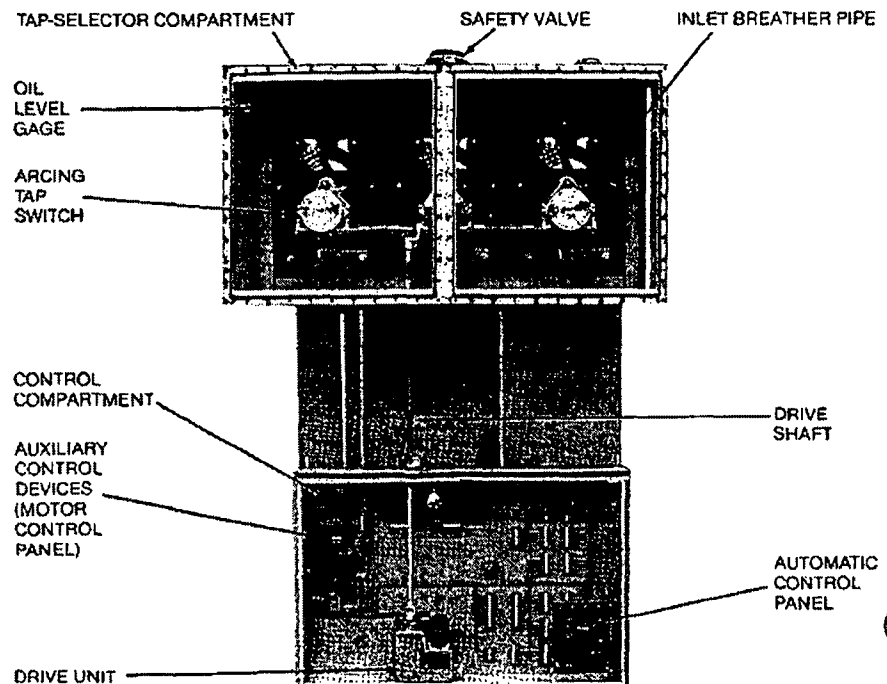 TAP-SELECTOR COMPARTMENT
SAFETY VALVE
INLET BREATHER PIPE
OIL
LEVEL
GAGE
ARCING
TAP
SWITCH
CONTROL
COMPARTMENT
DRIVE
SHAFT
AUXILIARY
CONTROL
DEVICES
(MOTOR
CONTROL
PANEL)
AUTOMATIC
CONTROL
PANEL
DRIVE UNIT